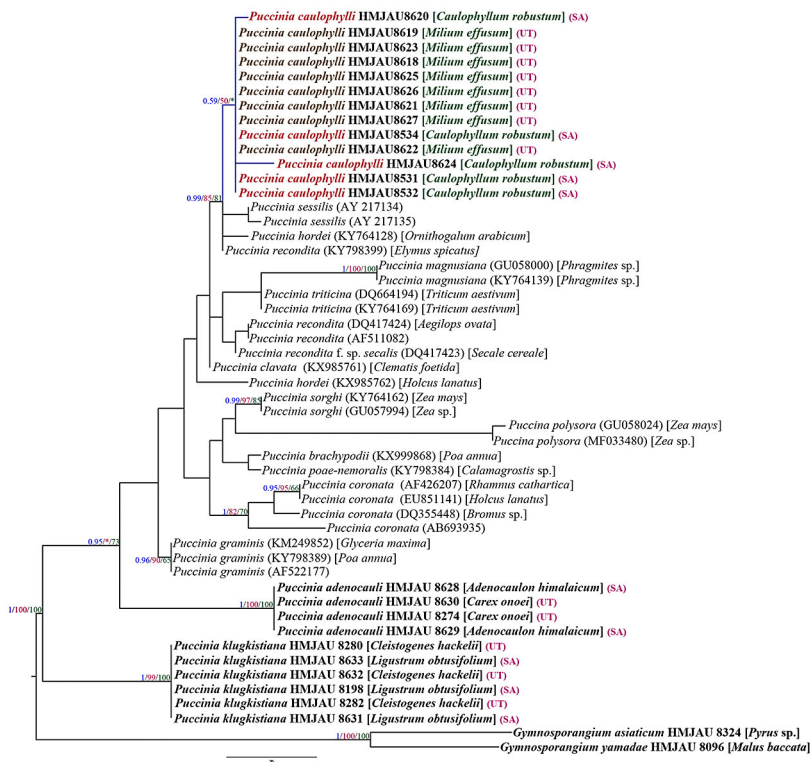 Puccinia caulophylli HMJAU8620 [Caulophyllum robustum] (SA)
Puccinia caulophylli HMJAU8619 [Milium effusum] (UT)
Puccinia caulophylli HMJAU8623 [Milium effusum] (UT)
Puccinia caulophylli HMJAU8618 [Milium effusum] (UT)
Puccinia caulophylli HMJAU8625 [Milium effusum] (UT)
Puccinia caulophylli HMJAU8626 [Milium effusum] (UT)
0.59/50/*
Puccinia caulophylli HMJAU8621 [Milium effusum] (UT)
Puccinia caulophylli HMJAU8627 [Milium effusum] (UT)
Puccinia caulophylli HMJAU8534 [Caulophyllum robustum] (SA)
Puccinia caulophylli HMJAU8622 [Milium effusum] (UT)
Puccinia caulophylli HMJAU8624 [Caulophyllum robustum] (SA)
Puccinia caulophylli HMJAU8531 [Caulophyllum robustum] (SA)
Puccinia caulophylli HMJAU8532 [Caulophyllum robustum] (SA)
0.99/85/81
Puccinia sessilis (AY 217134)
Puccinia sessilis (AY 217135)
Puccinia hordei (KY764128) [Ornithogalum arabicum]
Puccinia recondita (KY798399) [Elymus spicatus]
1/100/100
Puccinia magnusiana (GU058000) [Phragmites sp.]
Puccinia magnusiana (KY764139) [Phragmites sp.]
Puccinia triticina (DQ664194) [Triticum aestivum]
Puccinia triticina (KY764169) [Triticum aestivum]
Puccinia recondita (DQ417424) [Aegilops ovata]
Puccinia recondita (AF511082)
Puccinia recondita f. sp. secalis (DQ417423) [Secale cereale]
Puccinia clavata (KX985761) [Clematis foetida]
Puccinia hordei (KX985762) [Holcus lanatus]
0.99/97/85
Puccinia sorghi (KY764162) [Zea mays]
Puccinia sorghi (GU057994) [Zea sp.]
Puccina polysora (GU058024) [Zea mays]
Puccina polysora (MF033480) [Zea sp.]
Puccinia brachypodii (KX999868) [Poa annua]
Puccinia poae-nemoralis (KY798384) [Calamagrostis sp.]
0.95/95/66
Puccinia coronata (AF426207) [Rhamnus cathartica]
Puccinia coronata (EU851141) [Holcus lanatus]
1/82/70
Puccinia coronata (DQ355448) [Bromus sp.]
Puccinia coronata (AB693935)
0.95/*/73
Puccinia graminis (KM249852) [Glyceria maxima]
0.96/90/65
Puccinia graminis (KY798389) [Poa annua]
Puccinia graminis (AF522177)
Puccinia adenocauli HMJAU 8628 [Adenocaulon himalaicum] (SA)
1/100/100
Puccinia adenocauli HMJAU 8630 [Carex onoei] (UT)
1/100/100
Puccinia adenocauli HMJAU 8274 [Carex onoei] (UT)
Puccinia adenocauli HMJAU 8629 [Adenocaulon himalaicum] (SA)
Puccinia klugkistiana HMJAU 8280 [Cleistogenes hackelii] (UT)
Puccinia klugkistiana HMJAU 8633 [Ligustrum obtusifolium] (SA)
1/99/100
Puccinia klugkistiana HMJAU 8632 [Cleistogenes hackelii] (UT)
Puccinia klugkistiana HMJAU 8198 [Ligustrum obtusifolium] (SA)
Puccinia klugkistiana HMJAU 8282 [Cleistogenes hackelii] (UT)
Puccinia klugkistiana HMJAU 8631 [Ligustrum obtusifolium] (SA)
1/100/100
Gymnosporangium asiaticum HMJAU 8324 [Pyrus sp.]
Gymnosporangium yamadae HMJAU 8096 [Malus baccata]